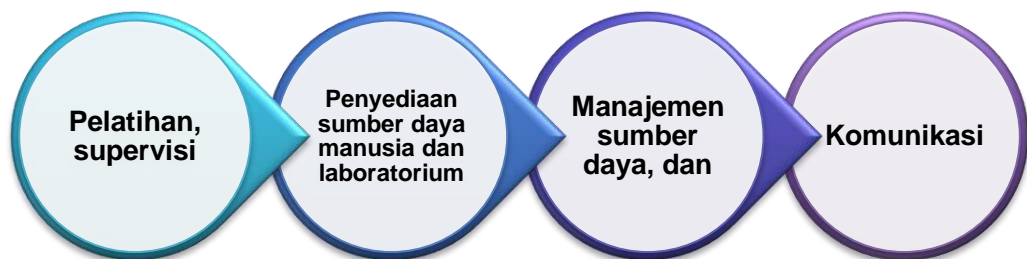 Pelatihan,
supervisi
Penyediaan
sumber daya
manusia dan
laboratorium
Manajemen
sumber
daya, dan
Komunikasi